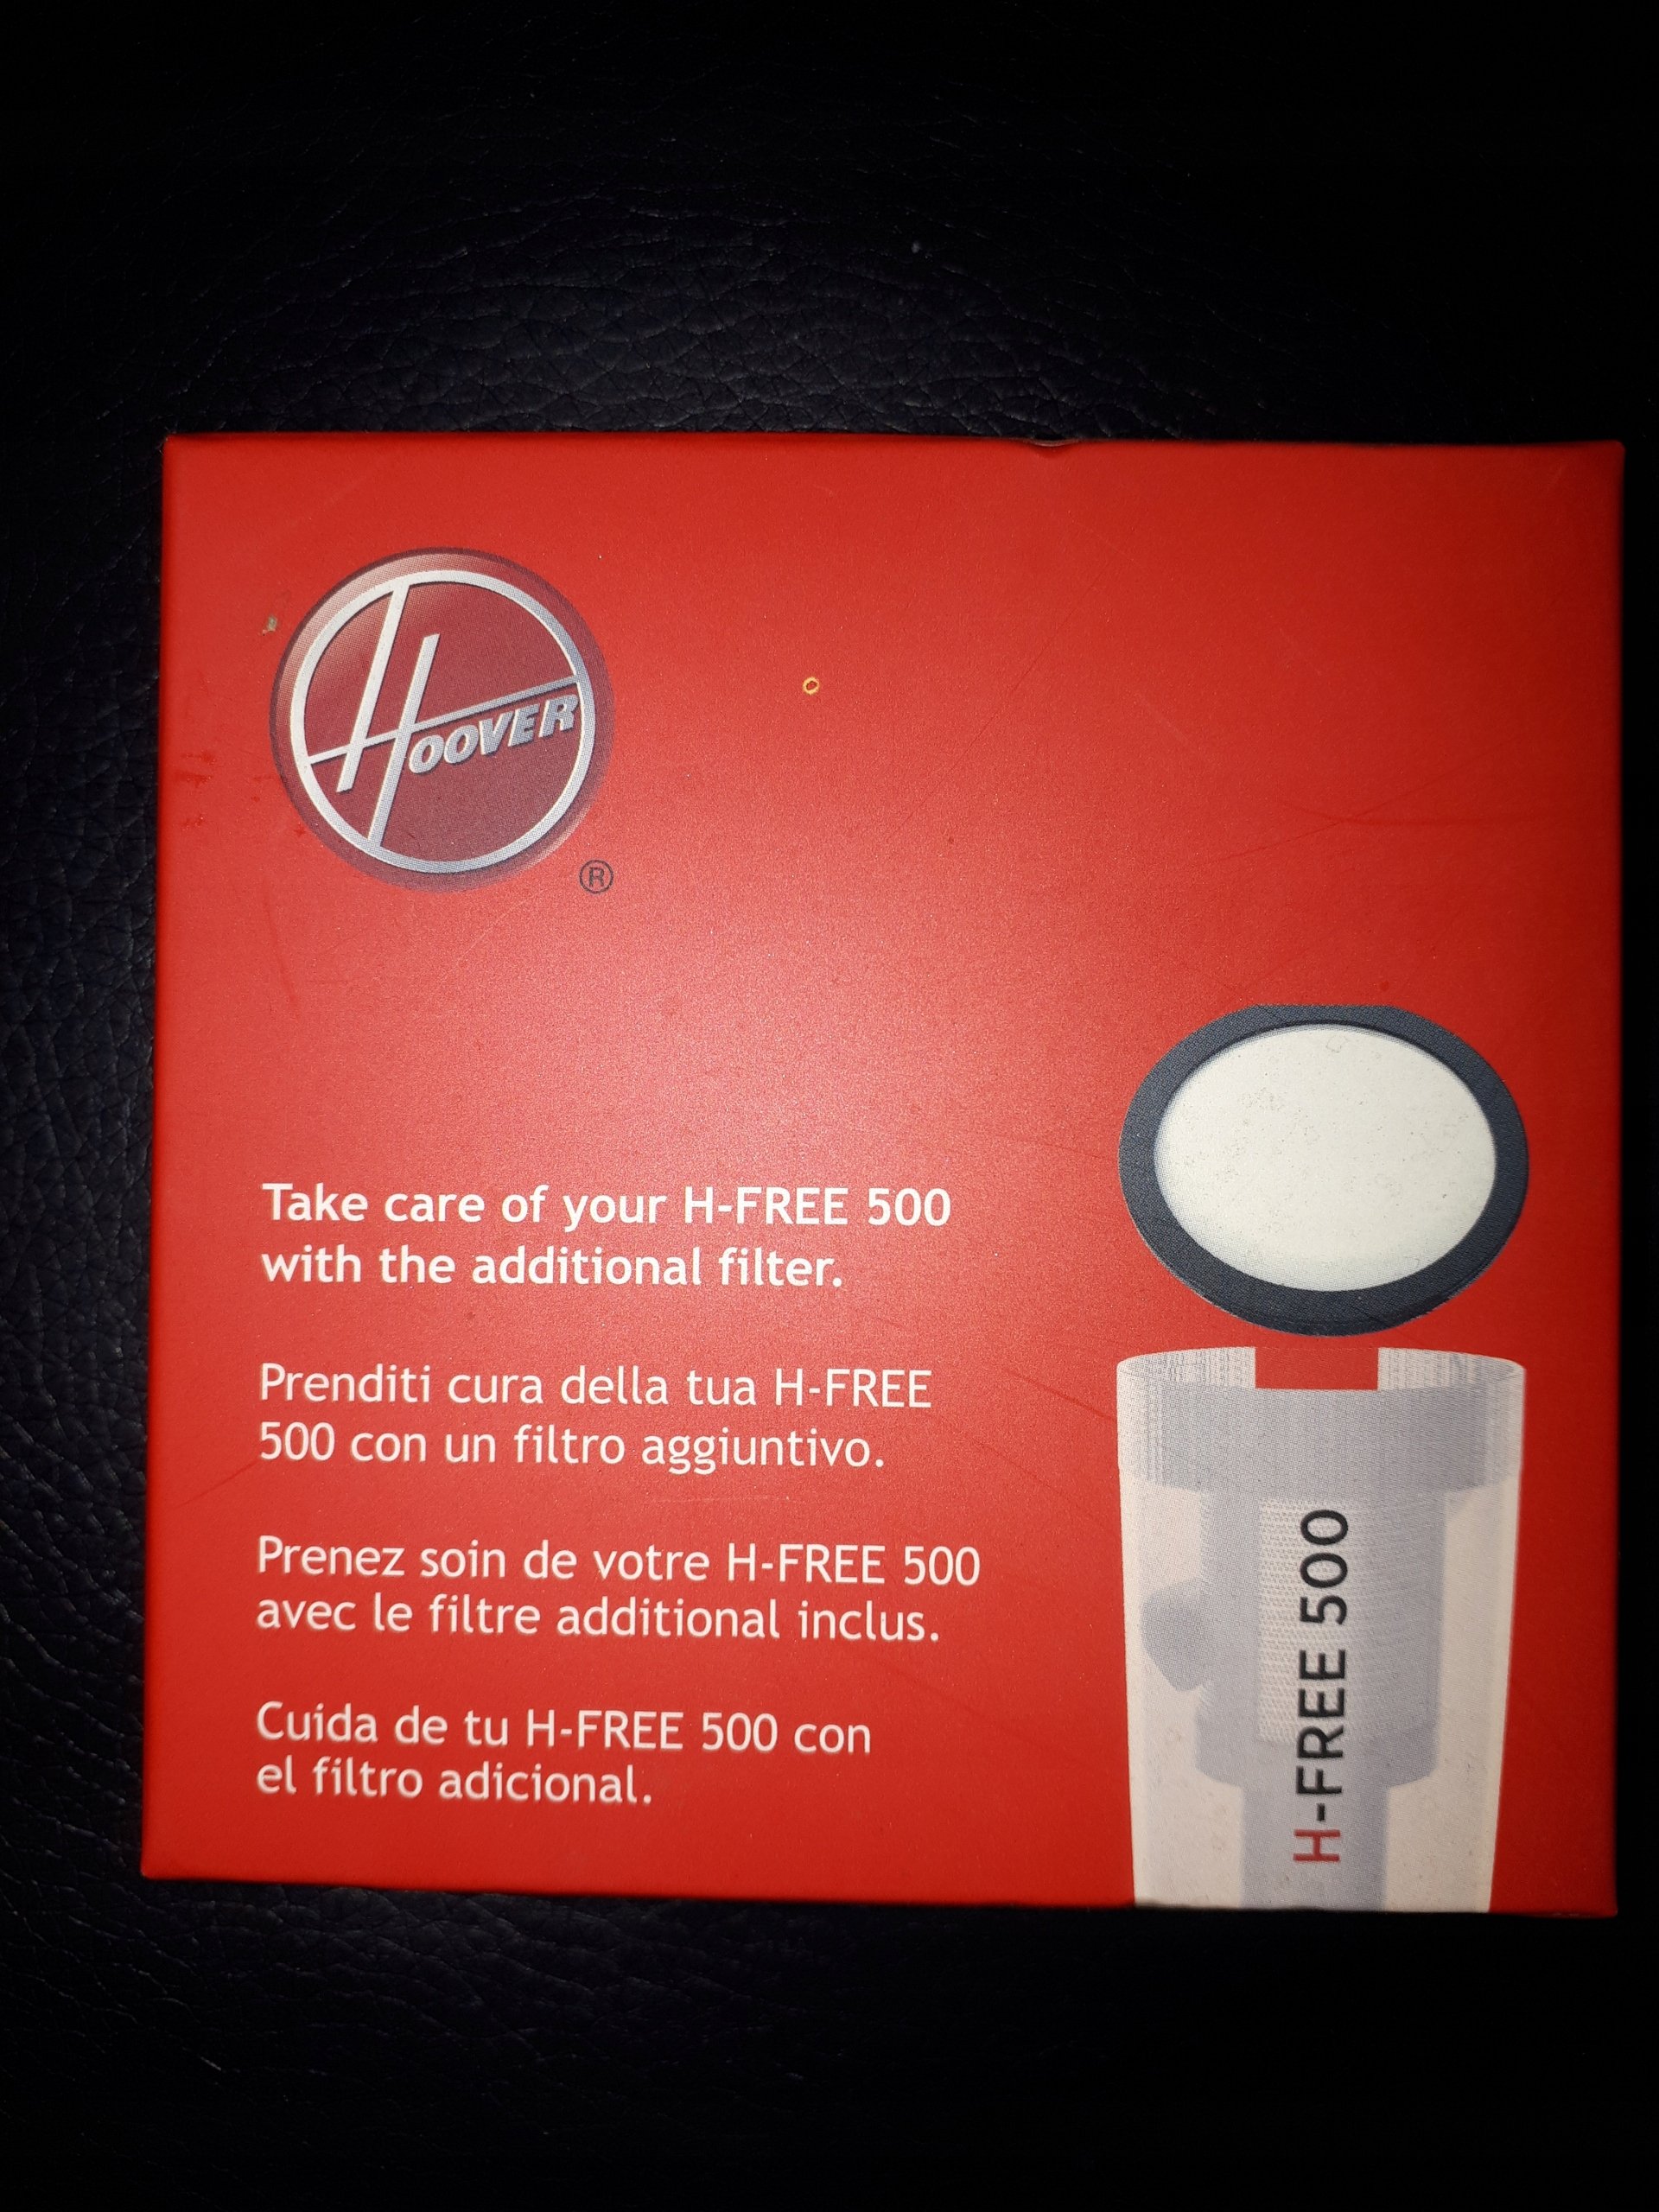 HOOVER
®
Take care of your H-FREE 500
with the additional filter.
Prenditi cura della tua H-FREE
500 con un filtro aggiuntivo.
Prenez soin de votre H-FREE 500
avec le filtre additional inclus.
Cuida de tu H-FREE 500 con
el filtro adicional.
H-FREE 500